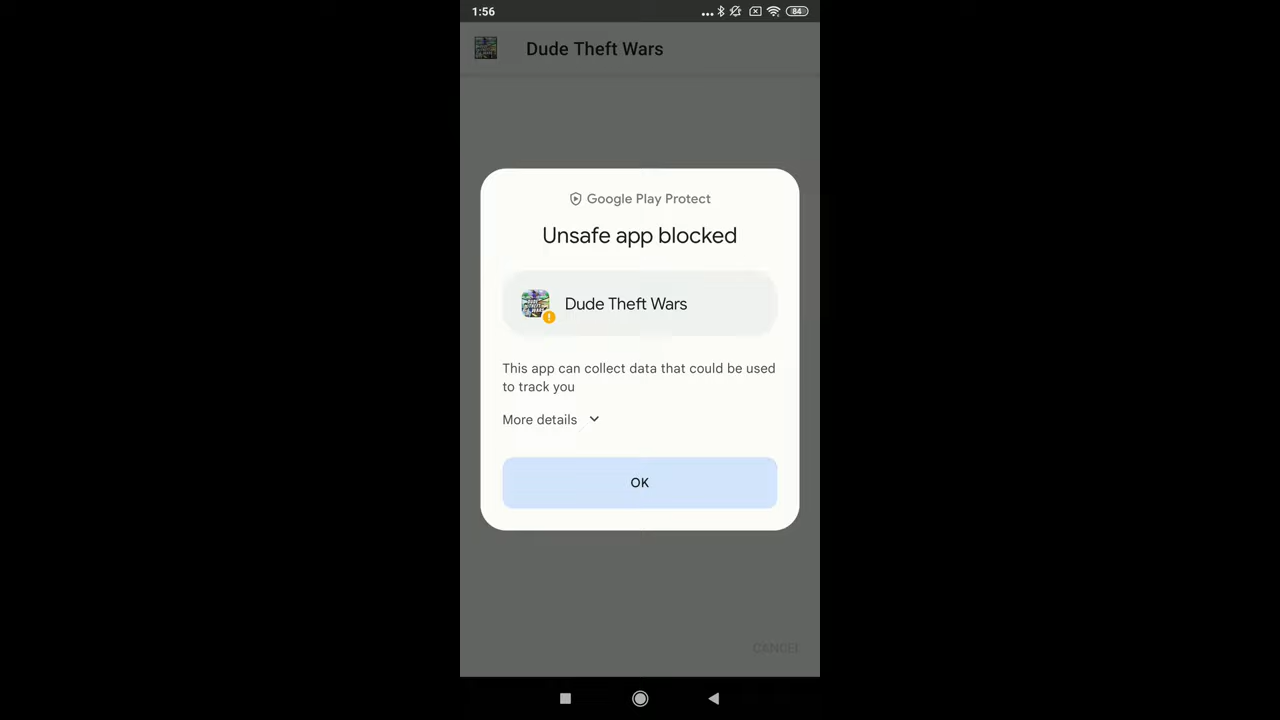 1:56
84
Dude Theft Wars
Google Play Protect
Unsafe app blocked
Dude Theft Wars
This app can collect data that could be used
to track you
More details
OK
CANCEL